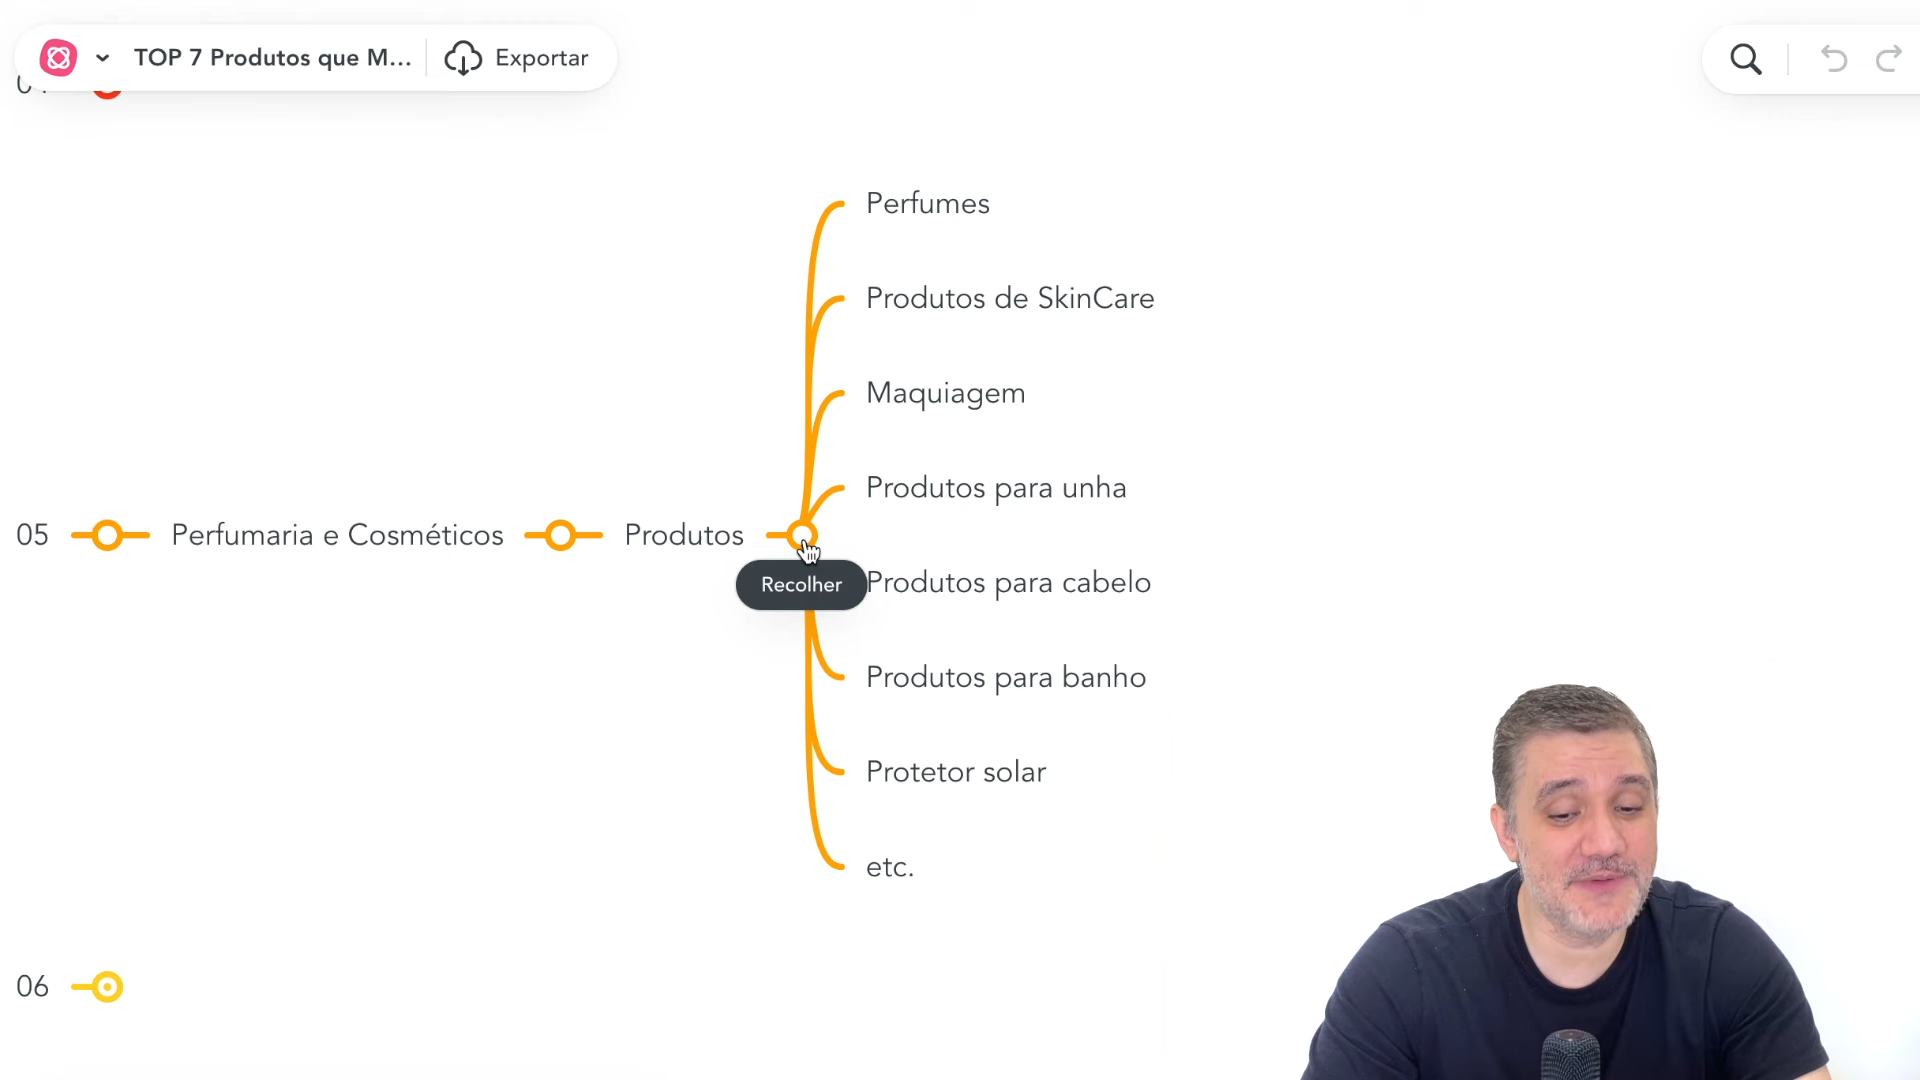 TOP 7 Produtos que M...
Exportar
Perfumes
Produtos de SkinCare
Maquiagem
Produtos para unha
05
Perfumaria e Cosméticos
Produtos
Recolher
Produtos para cabelo
Produtos para banho
Protetor solar
etc.
06